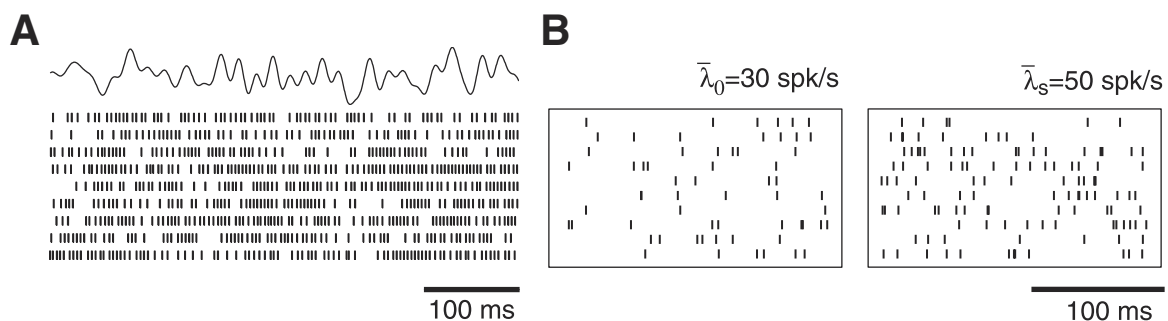 A
B
λ̄₀=30 spk/s
λ̄ₛ=50 spk/s
100 ms
100 ms